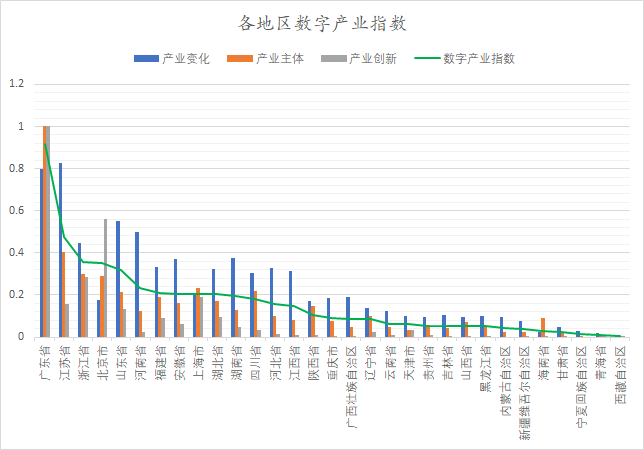 各地区数字产业指数
产业变化 产业主体 产业创新 数字产业指数
1.2
1
0.8
0.6
0.4
0.2
0
广东省
江苏省
浙江省
北京市
山东省
河南省
福建省
安徽省
上海市
湖北省
湖南省
四川省
河北省
江西省
陕西省
重庆市
广西壮族自治区
辽宁省
云南省
天津市
贵州省
吉林省
山西省
黑龙江省
内蒙古自治区
新疆维吾尔自治区
海南省
甘肃省
宁夏回族自治区
青海省
西藏自治区